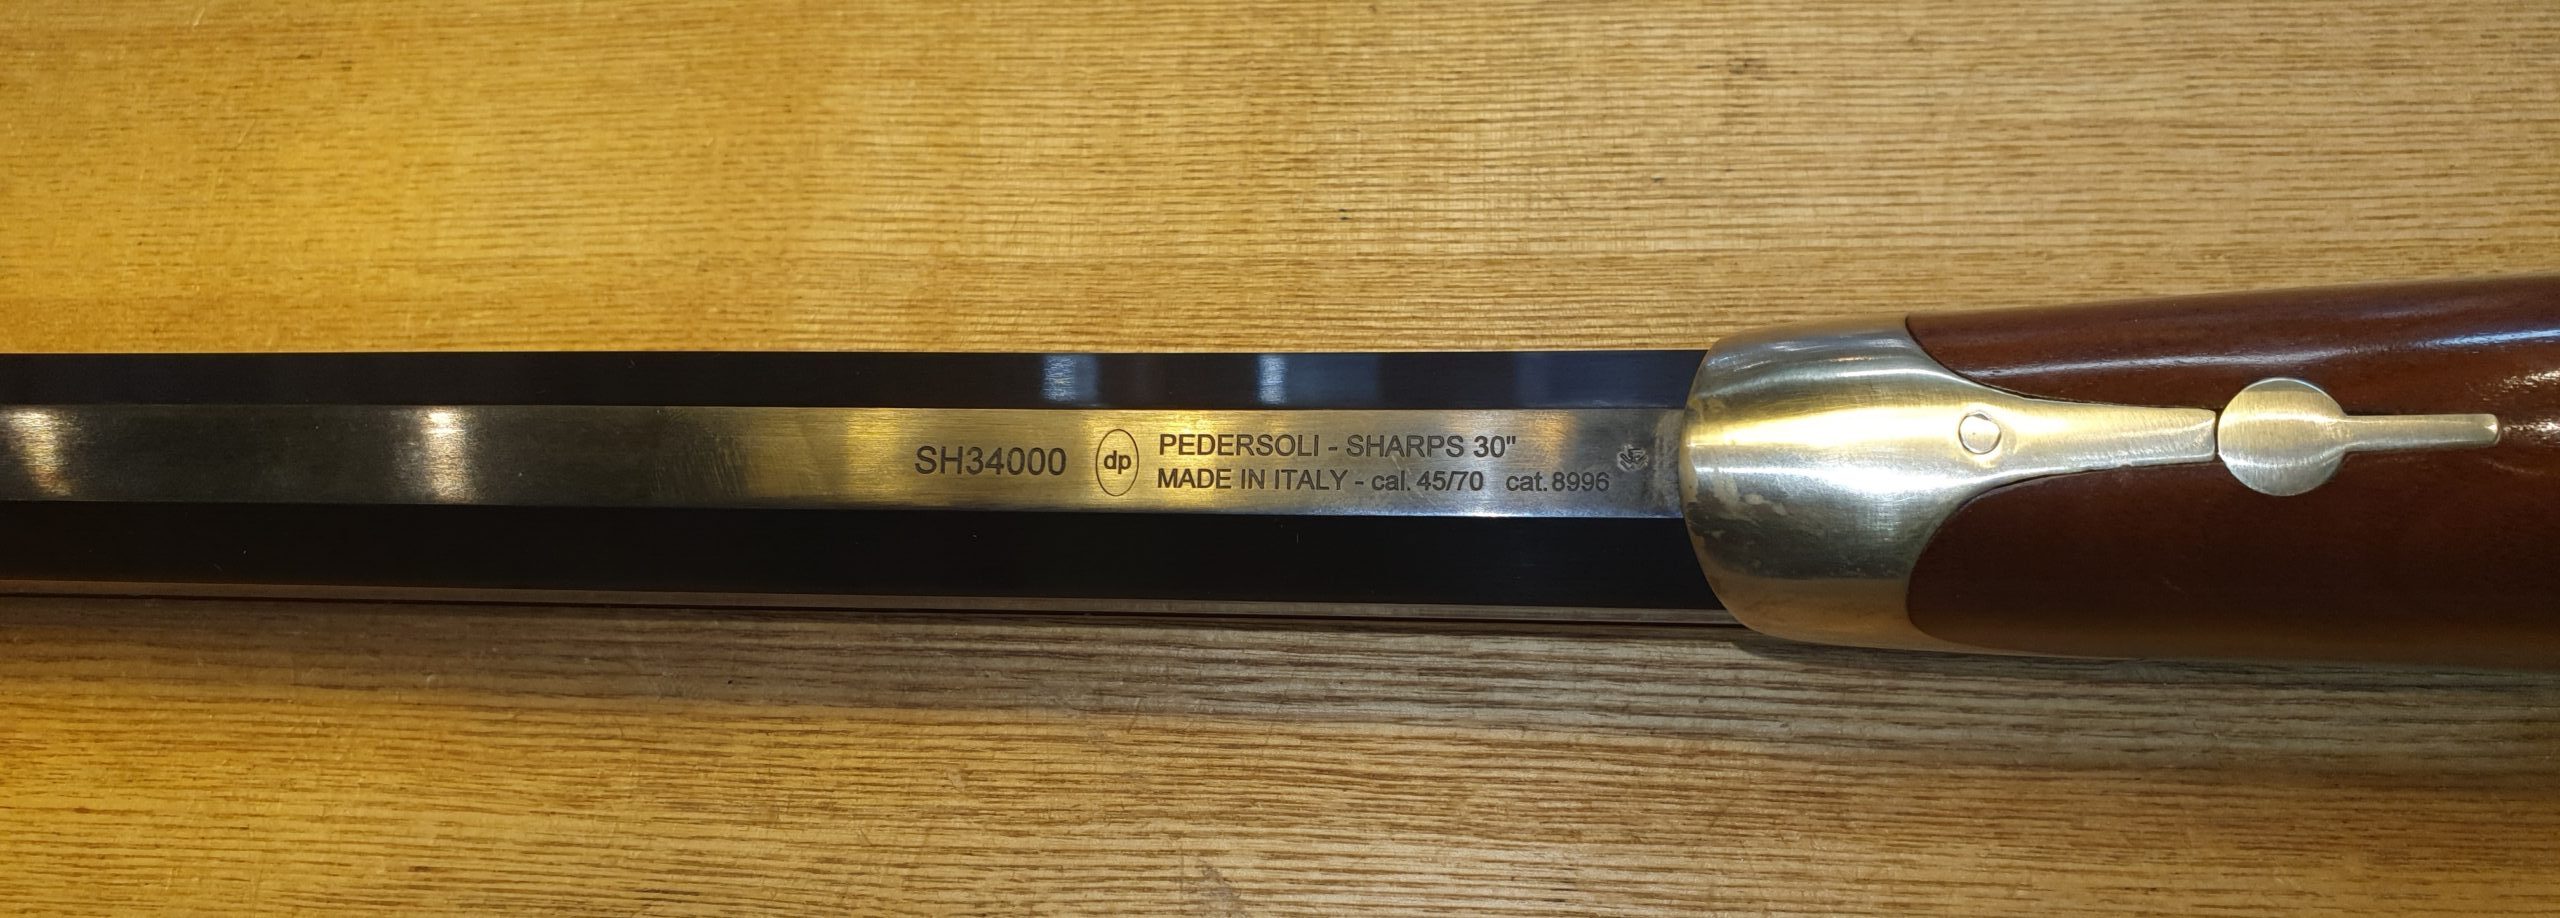 SH34000
dp
PEDERSOLI - SHARPS 30"
MADE IN ITALY - cal. 45/70 cat. 8996